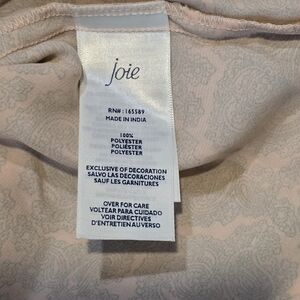 joie
RN#: 165589
MADE IN INDIA
100%
POLYESTER
POLIÉSTER
POLYESTER
EXCLUSIVE OF DECORATION
SALVO LAS DECORACIONES
SAUF LES GARNITURES
OVER FOR CARE
VOLTEAR PARA CUIDADO
VOIR DIRECTIVES
D'ENTRETIEN AU VERSO